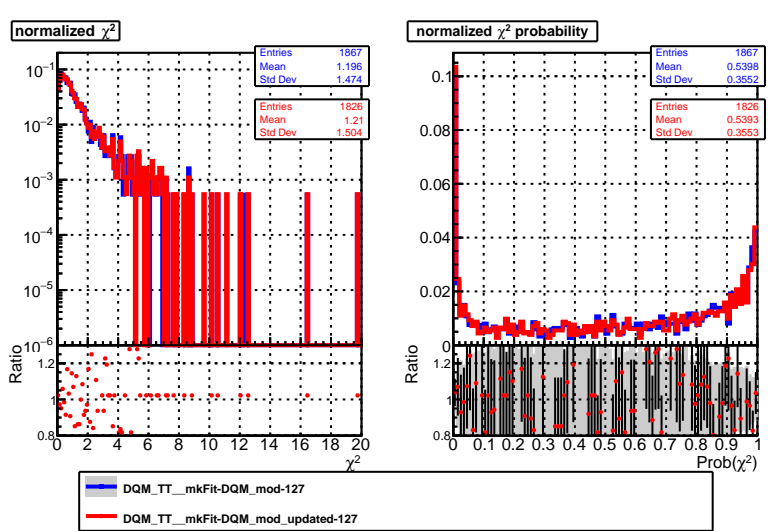 normalized χ²
Entries 1867
Mean 1.196
Std Dev 1.474
Entries 1826
Mean 1.21
Std Dev 1.504
10⁻¹
10⁻²
10⁻³
10⁻⁴
10⁻⁵
10⁻⁶
Ratio
1.2
1
0.8
0 2 4 6 8 10 12 14 16 18 20
χ²
normalized χ² probability
Entries 1867
Mean 0.5398
Std Dev 0.3552
Entries 1826
Mean 0.5393
Std Dev 0.3553
0.1
0.08
0.06
0.04
0.02
0
Ratio
1.2
1
0.8
0 0.1 0.2 0.3 0.4 0.5 0.6 0.7 0.8 0.9 1
Prob(χ²)
DQM_TT__mkFit-DQM_mod-127
DQM_TT__mkFit-DQM_mod_updated-127